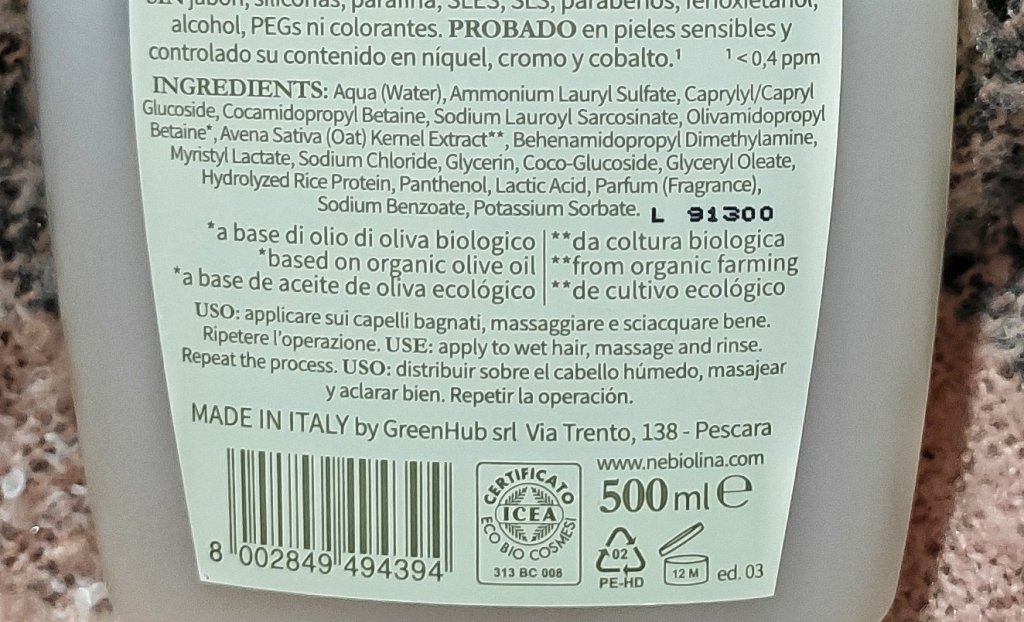 SIN jabón, siliconas, parafina, SLES, SLS, parabenos, fenoxietanol,
alcohol, PEGs ni colorantes. PROBADO en pieles sensibles y
controlado su contenido en níquel, cromo y cobalto.¹ ¹<0,4 ppm
INGREDIENTS: Aqua (Water), Ammonium Lauryl Sulfate, Caprylyl/Capryl
Glucoside, Cocamidopropyl Betaine, Sodium Lauroyl Sarcosinate, Olivamidopropyl
Betaine*, Avena Sativa (Oat) Kernel Extract**, Behenamidopropyl Dimethylamine,
Myristyl Lactate, Sodium Chloride, Glycerin, Coco-Glucoside, Glyceryl Oleate,
Hydrolyzed Rice Protein, Panthenol, Lactic Acid, Parfum (Fragrance),
Sodium Benzoate, Potassium Sorbate. L 91300
*a base di olio di oliva biologico | **da coltura biologica
*based on organic olive oil | **from organic farming
*a base de aceite de oliva ecológico | **de cultivo ecológico
USO: applicare sui capelli bagnati, massaggiare e sciacquare bene.
Ripetere l'operazione. USE: apply to wet hair, massage and rinse.
Repeat the process. USO: distribuir sobre el cabello húmedo, masajear
y aclarar bien. Repetir la operación.
MADE IN ITALY by GreenHub srl Via Trento, 138 - Pescara
www.nebiolina.com
500 ml e
CERTIFICATO
ICEA
ECO BIO COSMESI
313 BC 008
02
PE-HD
12 M
ed. 03
8 002849 494394